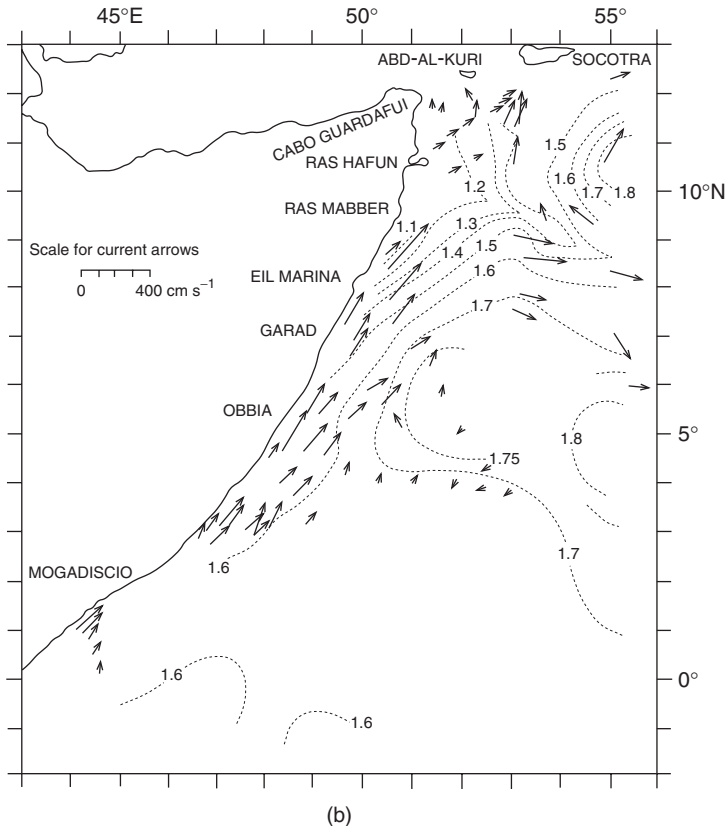 45°E 50° 55°
ABD-AL-KURI SOCOTRA
CABO GUARDAFUI
1.5
RAS HAFUN
1.6
1.2 1.7 1.8 10°N
RAS MABBER
1.1 1.3
Scale for current arrows 1.5
1.4
EIL MARINA 1.6
0 400 cm s⁻¹
1.7
GARAD
OBBIA
5°
1.8
1.75
1.7
1.6
MOGADISCIO
1.6 0°
1.6
(b)